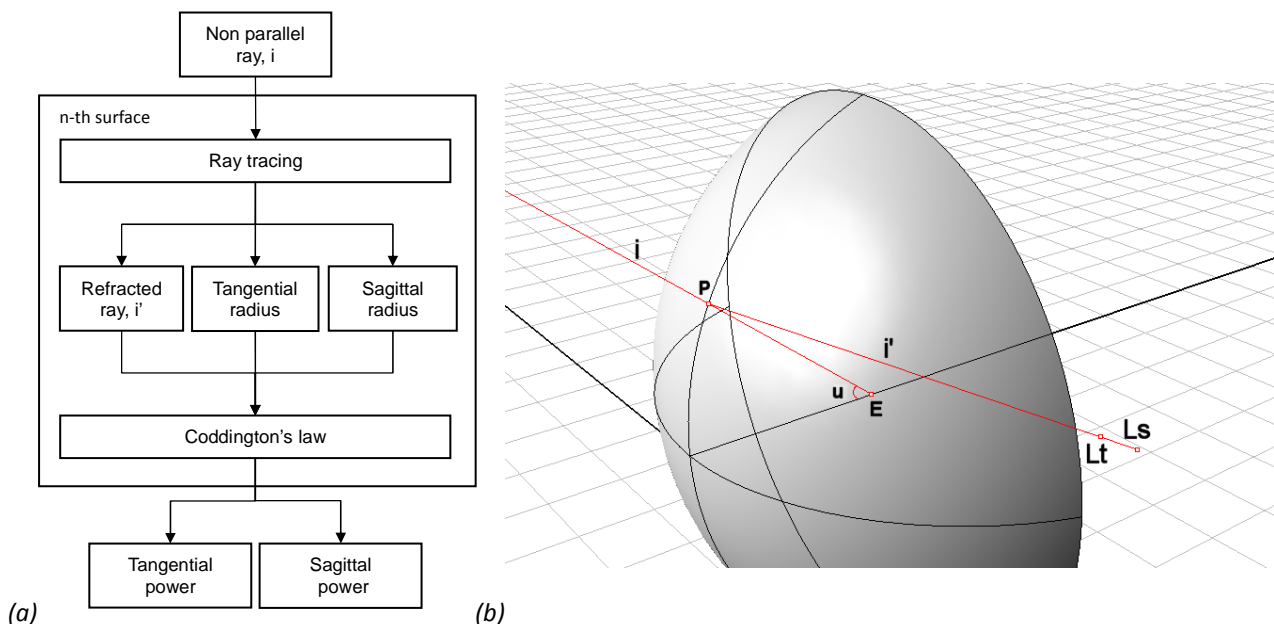 Non parallel
ray, i
n-th surface
Ray tracing
Refracted
ray, i’
Tangential
radius
Sagittal
radius
Coddington’s law
Tangential
power
Sagittal
power
(a)
i
P
i'
u
E
Ls
Lt
(b)